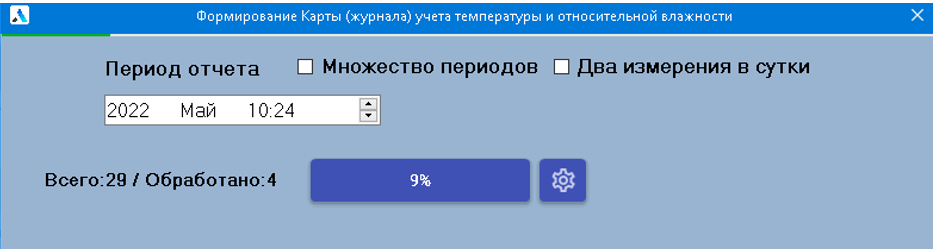 Формирование Карты (журнала) учета температуры и относительной влажности
Период отчета Множество периодов Два измерения в сутки
2022 Май 10:24
Всего:29 / Обработано:4 9%